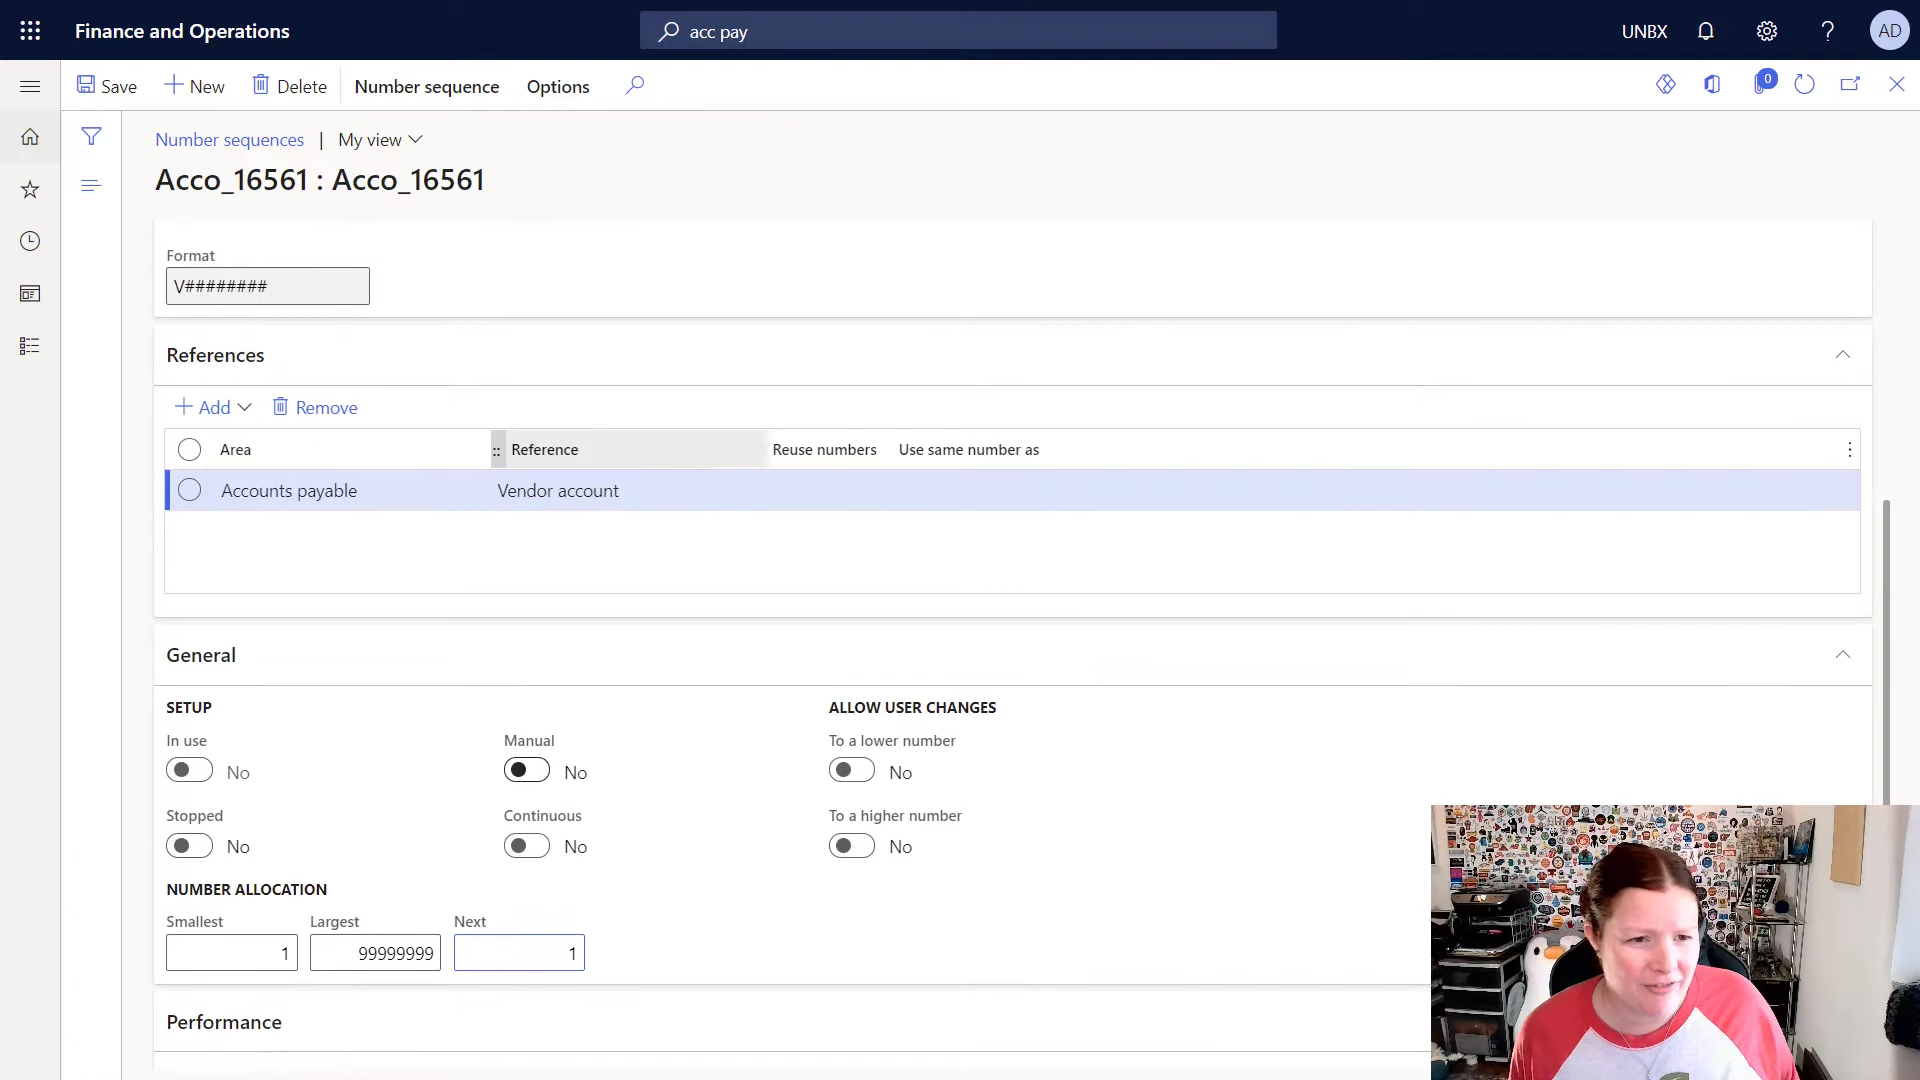 Finance and Operations
acc pay
UNBX
?
AD
Save
New
Delete
Number sequence
Options
0
Number sequences | My view
Acco_16561 : Acco_16561
Format
V########
References
Add
Remove
Area
Reference
Reuse numbers
Use same number as
Accounts payable
Vendor account
General
SETUP
ALLOW USER CHANGES
In use
Manual
To a lower number
No
No
No
Stopped
Continuous
To a higher number
No
No
No
NUMBER ALLOCATION
Smallest
Largest
Next
1
99999999
1
Performance